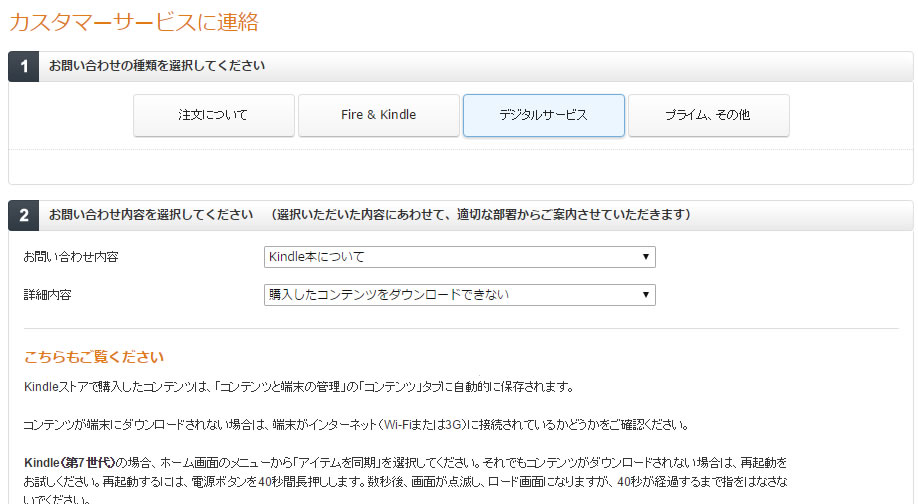 カスタマーサービスに連絡
1 お問い合わせの種類を選択してください
注文について Fire & Kindle デジタルサービス プライム、その他
2 お問い合わせ内容を選択してください （選択いただいた内容にあわせて、適切な部署からご案内させていただきます）
お問い合わせ内容 Kindle本について ▼
詳細内容 購入したコンテンツをダウンロードできない ▼
こちらもご覧ください
Kindleストアで購入したコンテンツは、「コンテンツと端末の管理」の「コンテンツ」タブに自動的に保存されます。
コンテンツが端末にダウンロードされない場合は、端末がインターネット（Wi-Fiまたは3G）に接続されているかどうかをご確認ください。
Kindle（第7世代）の場合、ホーム画面のメニューから「アイテムを同期」を選択してください。それでもコンテンツがダウンロードされない場合は、再起動を
お試しください。再起動するには、電源ボタンを40秒間長押しします。数秒後、画面が点滅し、ロード画面になりますが、40秒が経過するまで指をはなさな
いでください。